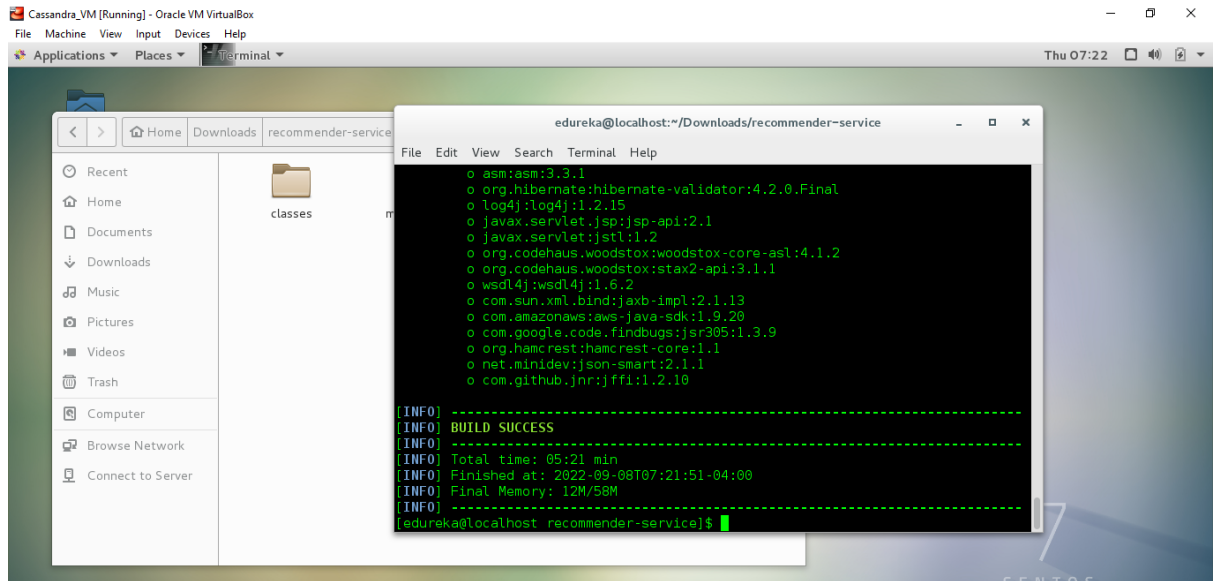 Cassandra_VM [Running] - Oracle VM VirtualBox
File Machine View Input Devices Help
Applications Places Terminal Thu 07:22
Home Downloads recommender-service
Recent
Home
Documents
Downloads
Music
Pictures
Videos
Trash
Computer
Browse Network
Connect to Server
classes
edureka@localhost:~/Downloads/recommender-service
File Edit View Search Terminal Help
o asm:asm:3.3.1
o org.hibernate:hibernate-validator:4.2.0.Final
o log4j:log4j:1.2.15
o javax.servlet.jsp:jsp-api:2.1
o javax.servlet:jstl:1.2
o org.codehaus.woodstox:woodstox-core-asl:4.1.2
o org.codehaus.woodstox:stax2-api:3.1.1
o wsdl4j:wsdl4j:1.6.2
o com.sun.xml.bind:jaxb-impl:2.1.13
o com.amazonaws:aws-java-sdk:1.9.20
o com.google.code.findbugs:jsr305:1.3.9
o org.hamcrest:hamcrest-core:1.1
o net.minidev:json-smart:2.1.1
o com.github.jnr:jffi:1.2.10
[INFO] ------------------------------------------------------------------------
[INFO] BUILD SUCCESS
[INFO] ------------------------------------------------------------------------
[INFO] Total time: 05:21 min
[INFO] Finished at: 2022-09-08T07:21:51-04:00
[INFO] Final Memory: 12M/58M
[INFO] ------------------------------------------------------------------------
[edureka@localhost recommender-service]$
7